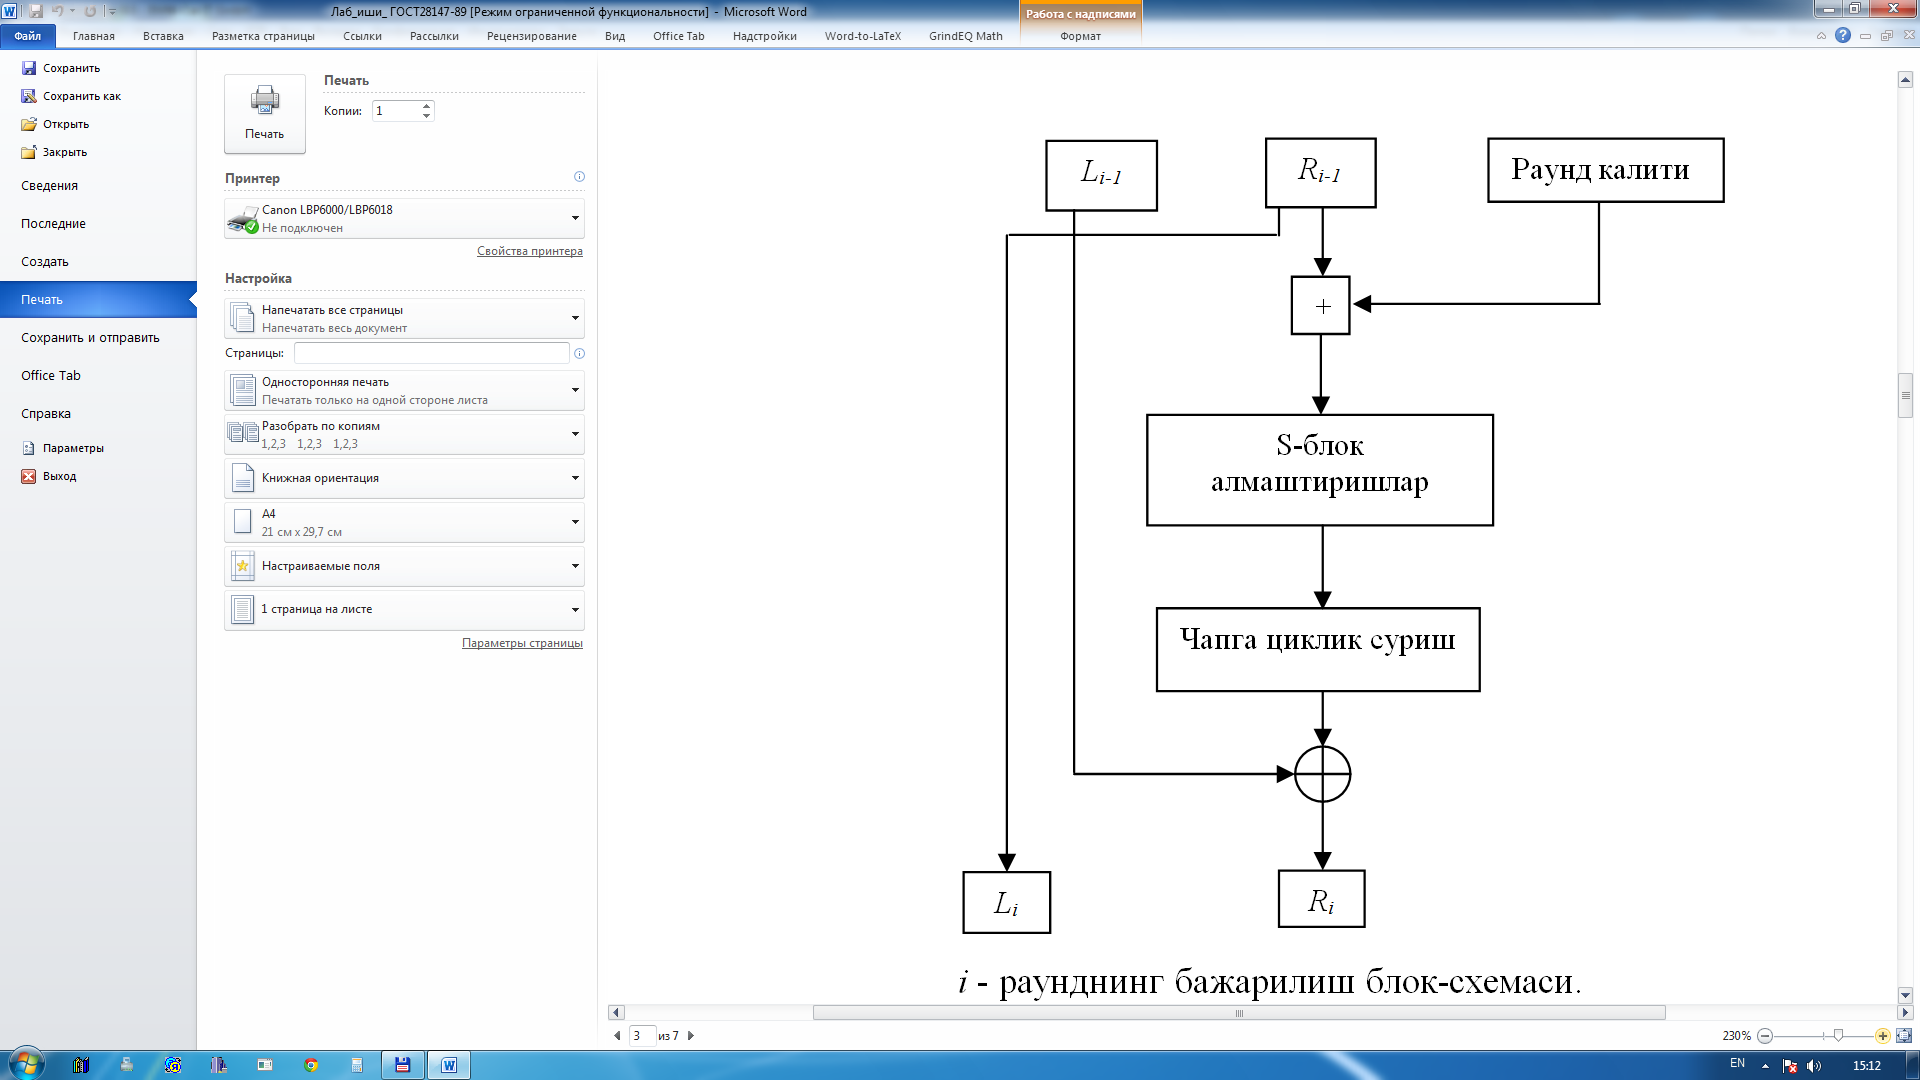 Лаб_иши_ ГОСТ28147-89 [Режим ограниченной функциональности] - Microsoft Word
Работа с надписями
Файл
Главная
Вставка
Разметка страницы
Ссылки
Рассылки
Рецензирование
Вид
Office Tab
Надстройки
Word-to-LaTeX
GrindEQ Math
Формат
Сохранить
Сохранить как
Открыть
Закрыть
Сведения
Последние
Создать
Печать
Сохранить и отправить
Office Tab
Справка
Параметры
Выход
Печать
Печать
Копии: 1
Принтер
Canon LBP6000/LBP6018
Не подключен
Свойства принтера
Настройка
Напечатать все страницы
Напечатать весь документ
Страницы:
Односторонняя печать
Печатать только на одной стороне листа
Разобрать по копиям
1,2,3 1,2,3 1,2,3
Книжная ориентация
A4
21 см x 29,7 см
Настраиваемые поля
1 страница на листе
Параметры страницы
L i-1
R i-1
Раунд калити
+
S-блок
алмаштиришлар
Чапга циклик суриш
L i
R i
i - раунднинг бажарилиш блок-схемаси.
3 из 7
230%
EN
15:12